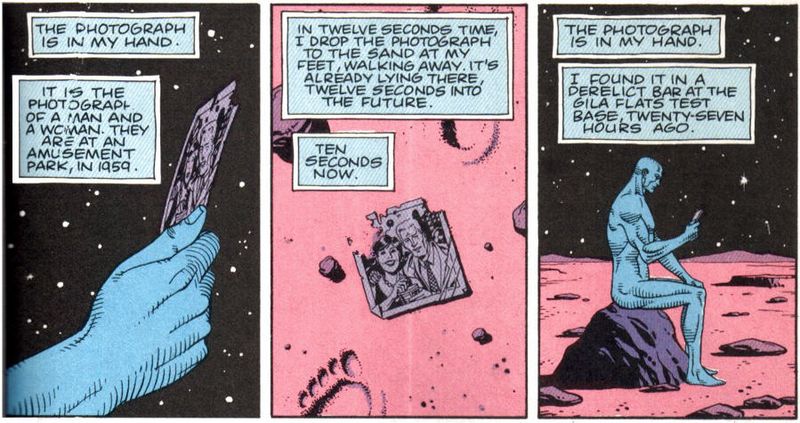 THE PHOTOGRAPH
IS IN MY HAND.
IT IS THE
PHOTOGRAPH
OF A MAN AND
A WOMAN. THEY
ARE AT AN
AMUSEMENT
PARK, IN 1959.
IN TWELVE SECONDS TIME,
I DROP THE PHOTOGRAPH
TO THE SAND AT MY
FEET, WALKING AWAY. IT'S
ALREADY LYING THERE,
TWELVE SECONDS INTO
THE FUTURE.
TEN
SECONDS
NOW.
THE PHOTOGRAPH
IS IN MY HAND.
I FOUND IT IN A
DERELICT BAR AT THE
GILA FLATS TEST
BASE, TWENTY-SEVEN
HOURS AGO.